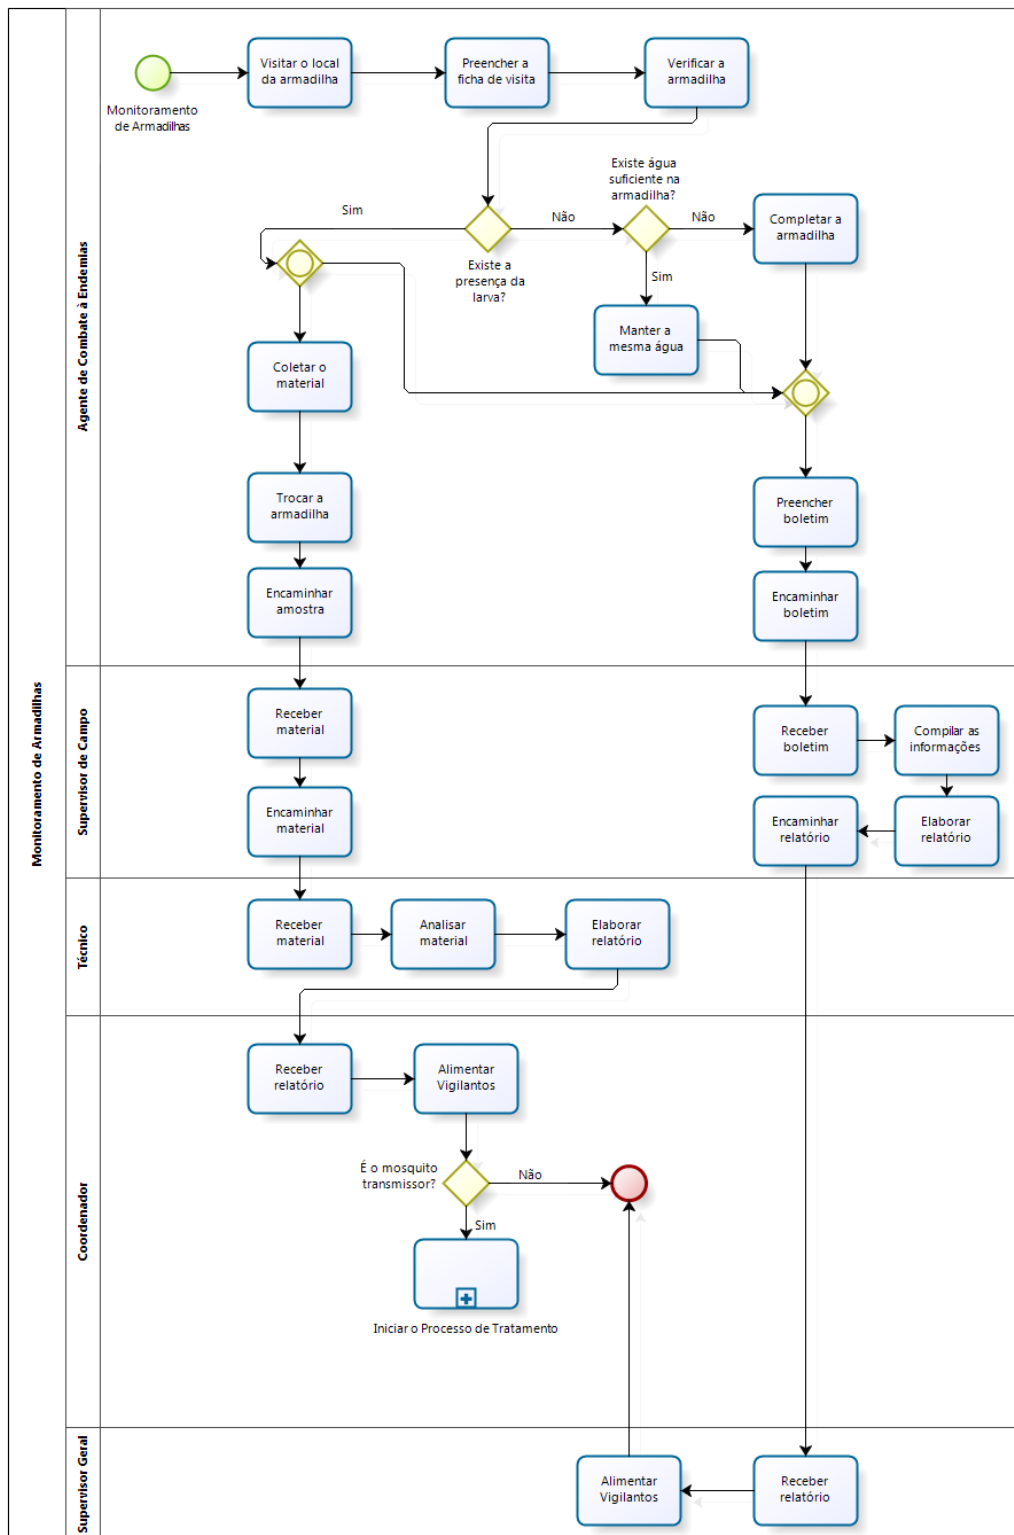 Monitoramento de Armadilhas
Agente de Combate à Endemias
Monitoramento
de Armadilhas
Visitar o local
da armadilha
Preencher a
ficha de visita
Verificar a
armadilha
Existe água
suficiente na
armadilha?
Sim
Não
Não
Completar a
armadilha
Existe a
presença da
larva?
Sim
Manter a
mesma água
Coletar o
material
Trocar a
armadilha
Preencher
boletim
Encaminhar
amostra
Encaminhar
boletim
Supervisor de Campo
Receber
material
Receber
boletim
Compilar as
informações
Encaminhar
material
Encaminhar
relatório
Elaborar
relatório
Técnico
Receber
material
Analisar
material
Elaborar
relatório
Coordenador
Receber
relatório
Alimentar
Vigilantos
É o mosquito
transmissor?
Não
Sim
Iniciar o Processo de Tratamento
Supervisor Geral
Alimentar
Vigilantos
Receber
relatório